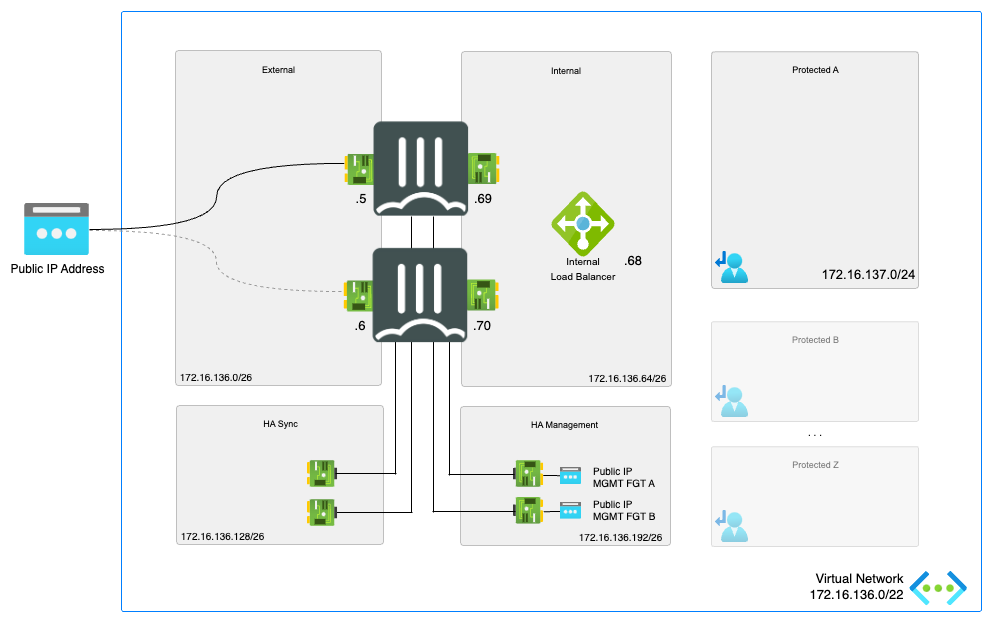 External
Internal
Protected A
.5
.69
Public IP Address
Internal
Load Balancer
.68
172.16.137.0/24
.6
.70
172.16.136.0/26
172.16.136.64/26
Protected B
HA Sync
HA Management
...
Protected Z
Public IP
MGMT FGT A
Public IP
MGMT FGT B
172.16.136.128/26
172.16.136.192/26
Virtual Network
172.16.136.0/22